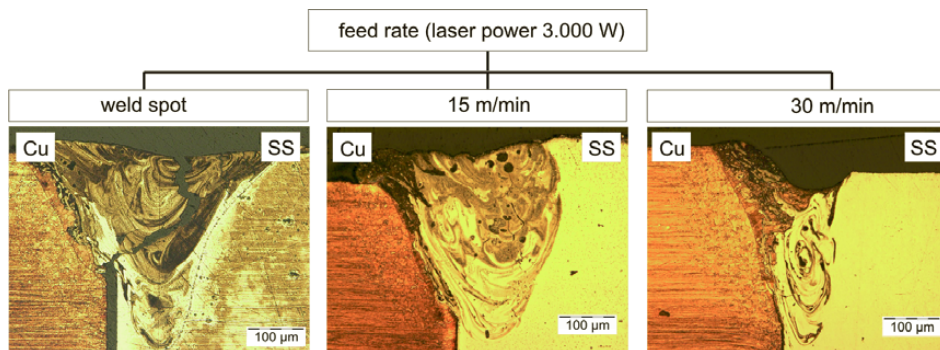 feed rate (laser power 3.000 W)
weld spot
15 m/min
30 m/min
Cu
SS
Cu
SS
Cu
SS
100 µm
100 µm
100 µm